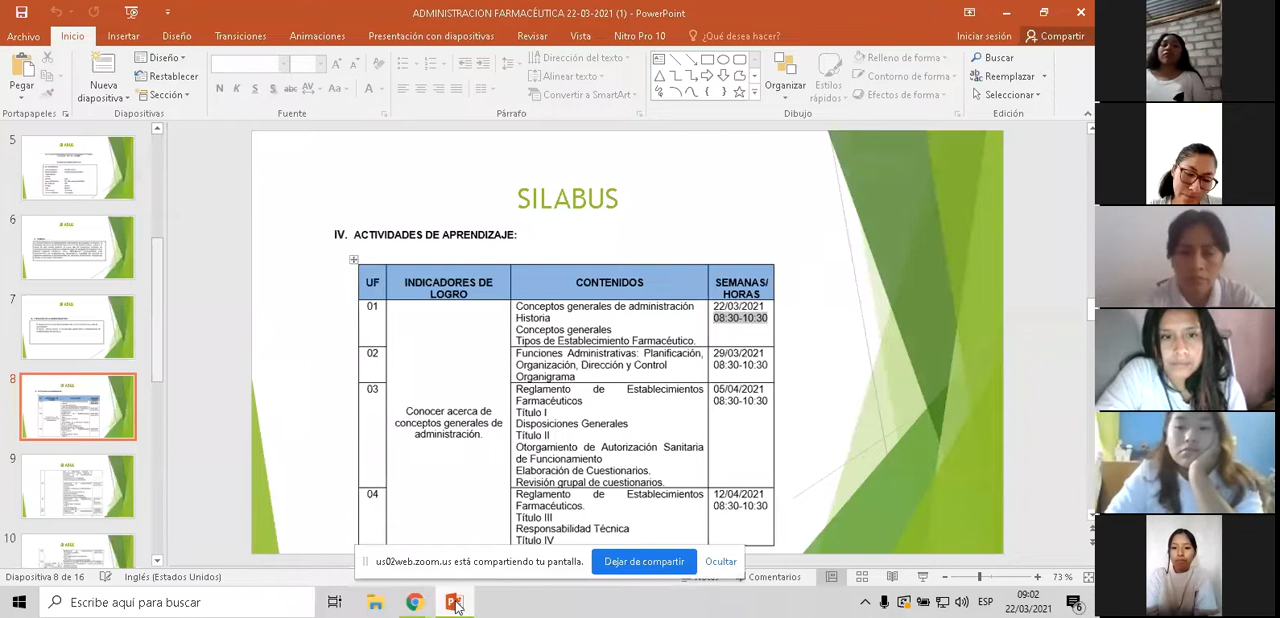 ADMINISTRACION FARMACÉUTICA 22-03-2021 (1) - PowerPoint
Archivo Inicio Insertar Diseño Transiciones Animaciones Presentación con diapositivas Revisar Vista Nitro Pro 10 ¿Qué desea hacer? Iniciar sesión Compartir
Pegar
Nueva diapositiva
Diseño
Restablecer
Sección
N K S S abc AV Aa A
Dirección del texto
Alinear texto
Convertir a SmartArt
Organizar
Estilos rápidos
Relleno de forma
Contorno de forma
Efectos de forma
Buscar
Reemplazar
Seleccionar
Portapapeles Diapositivas Fuente Párrafo Dibujo Edición
5
6
7
8
9
10
SILABUS
IV. ACTIVIDADES DE APRENDIZAJE:
UF INDICADORES DE LOGRO CONTENIDOS SEMANAS/ HORAS
01 Conceptos generales de administración 22/03/2021
Historia 08:30-10:30
Conceptos generales
Tipos de Establecimiento Farmacéutico.
02 Funciones Administrativas: Planificación, 29/03/2021
Organización, Dirección y Control 08:30-10:30
Organigrama
03 Reglamento de Establecimientos 05/04/2021
Farmacéuticos 08:30-10:30
Título I
Conocer acerca de conceptos generales de administración.
Disposiciones Generales
Título II
Otorgamiento de Autorización Sanitaria
de Funcionamiento
Elaboración de Cuestionarios.
Revisión grupal de cuestionarios.
04 Reglamento de Establecimientos 12/04/2021
Farmacéuticos. 08:30-10:30
Título III
Responsabilidad Técnica
Título IV
us02web.zoom.us está compartiendo tu pantalla. Dejar de compartir Ocultar
Diapositiva 8 de 16 Inglés (Estados Unidos) Comentarios 73 %
Escribe aquí para buscar
ESP
09:02
22/03/2021
6